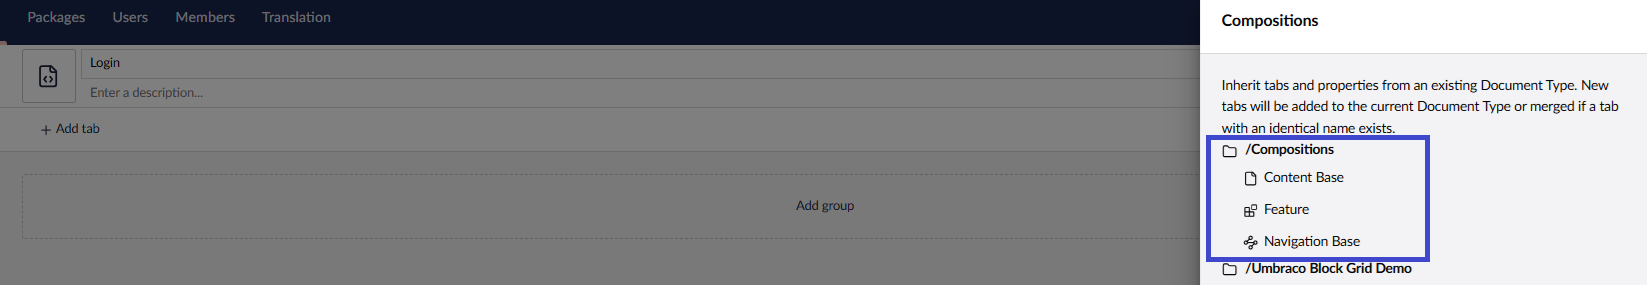 Packages Users Members Translation
Login
Enter a description...
+ Add tab
Add group
Compositions
Inherit tabs and properties from an existing Document Type. New
tabs will be added to the current Document Type or merged if a tab
with an identical name exists.
/Compositions
Content Base
Feature
Navigation Base
/Umbraco Block Grid Demo